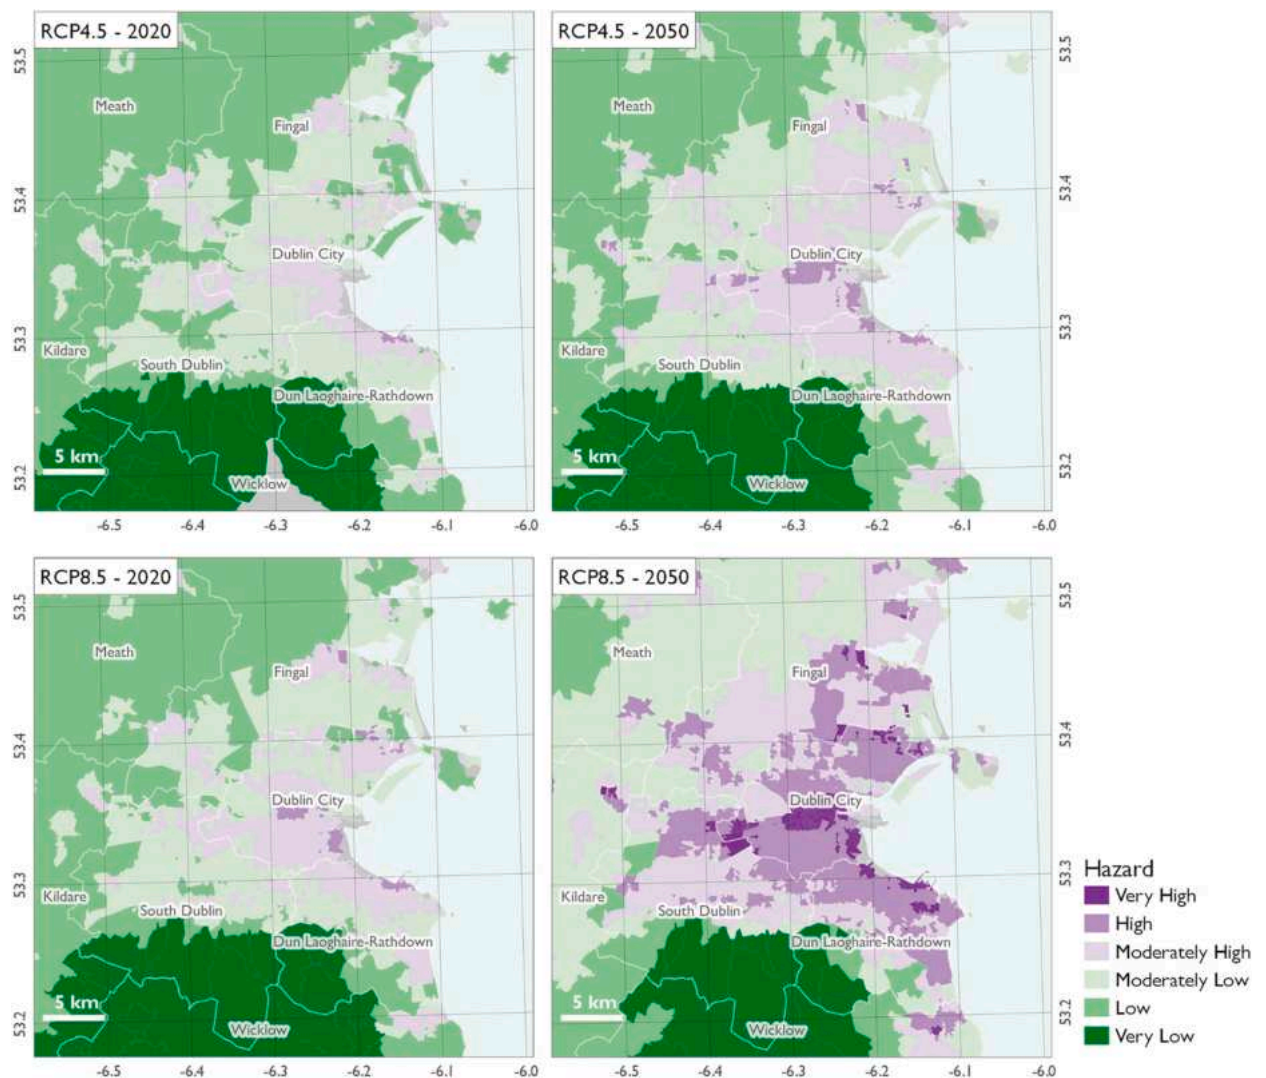 RCP4.5 - 2020
RCP4.5 - 2050
53.5
53.5
Meath
Fingal
Fingal
53.4
53.4
Dublin City
Dublin City
53.3
53.3
Kildare
South Dublin
Kildare
South Dublin
Dun Laoghaire-Rathdown
Dun Laoghaire-Rathdown
5 km
5 km
53.2
53.2
Wicklow
Wicklow
-6.5 -6.4 -6.3 -6.2 -6.1 -6.0
-6.5 -6.4 -6.3 -6.2 -6.1 -6.0
RCP8.5 - 2020
RCP8.5 - 2050
53.5
53.5
Meath
Meath
Fingal
Fingal
53.4
53.4
Dublin City
Dublin City
53.3
53.3
Kildare
South Dublin
Kildare
South Dublin
Dun Laoghaire-Rathdown
Dun Laoghaire-Rathdown
5 km
5 km
53.2
53.2
Wicklow
Wicklow
-6.5 -6.4 -6.3 -6.2 -6.1 -6.0
-6.5 -6.4 -6.3 -6.2 -6.1 -6.0
Hazard
Very High
High
Moderately High
Moderately Low
Low
Very Low